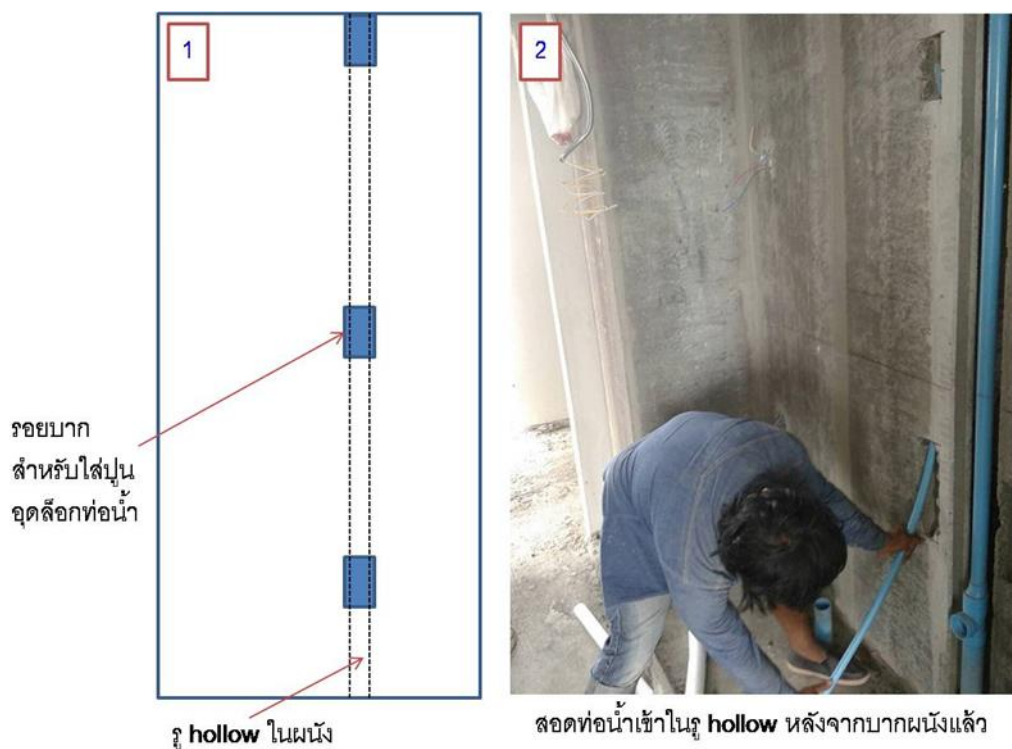 1
2
รอยบาก
สำหรับใส่ปูน
อุดล็อกท่อน้ำ
รู hollow ในผนัง
สอดท่อน้ำเข้าในรู hollow หลังจากบากผนังแล้ว